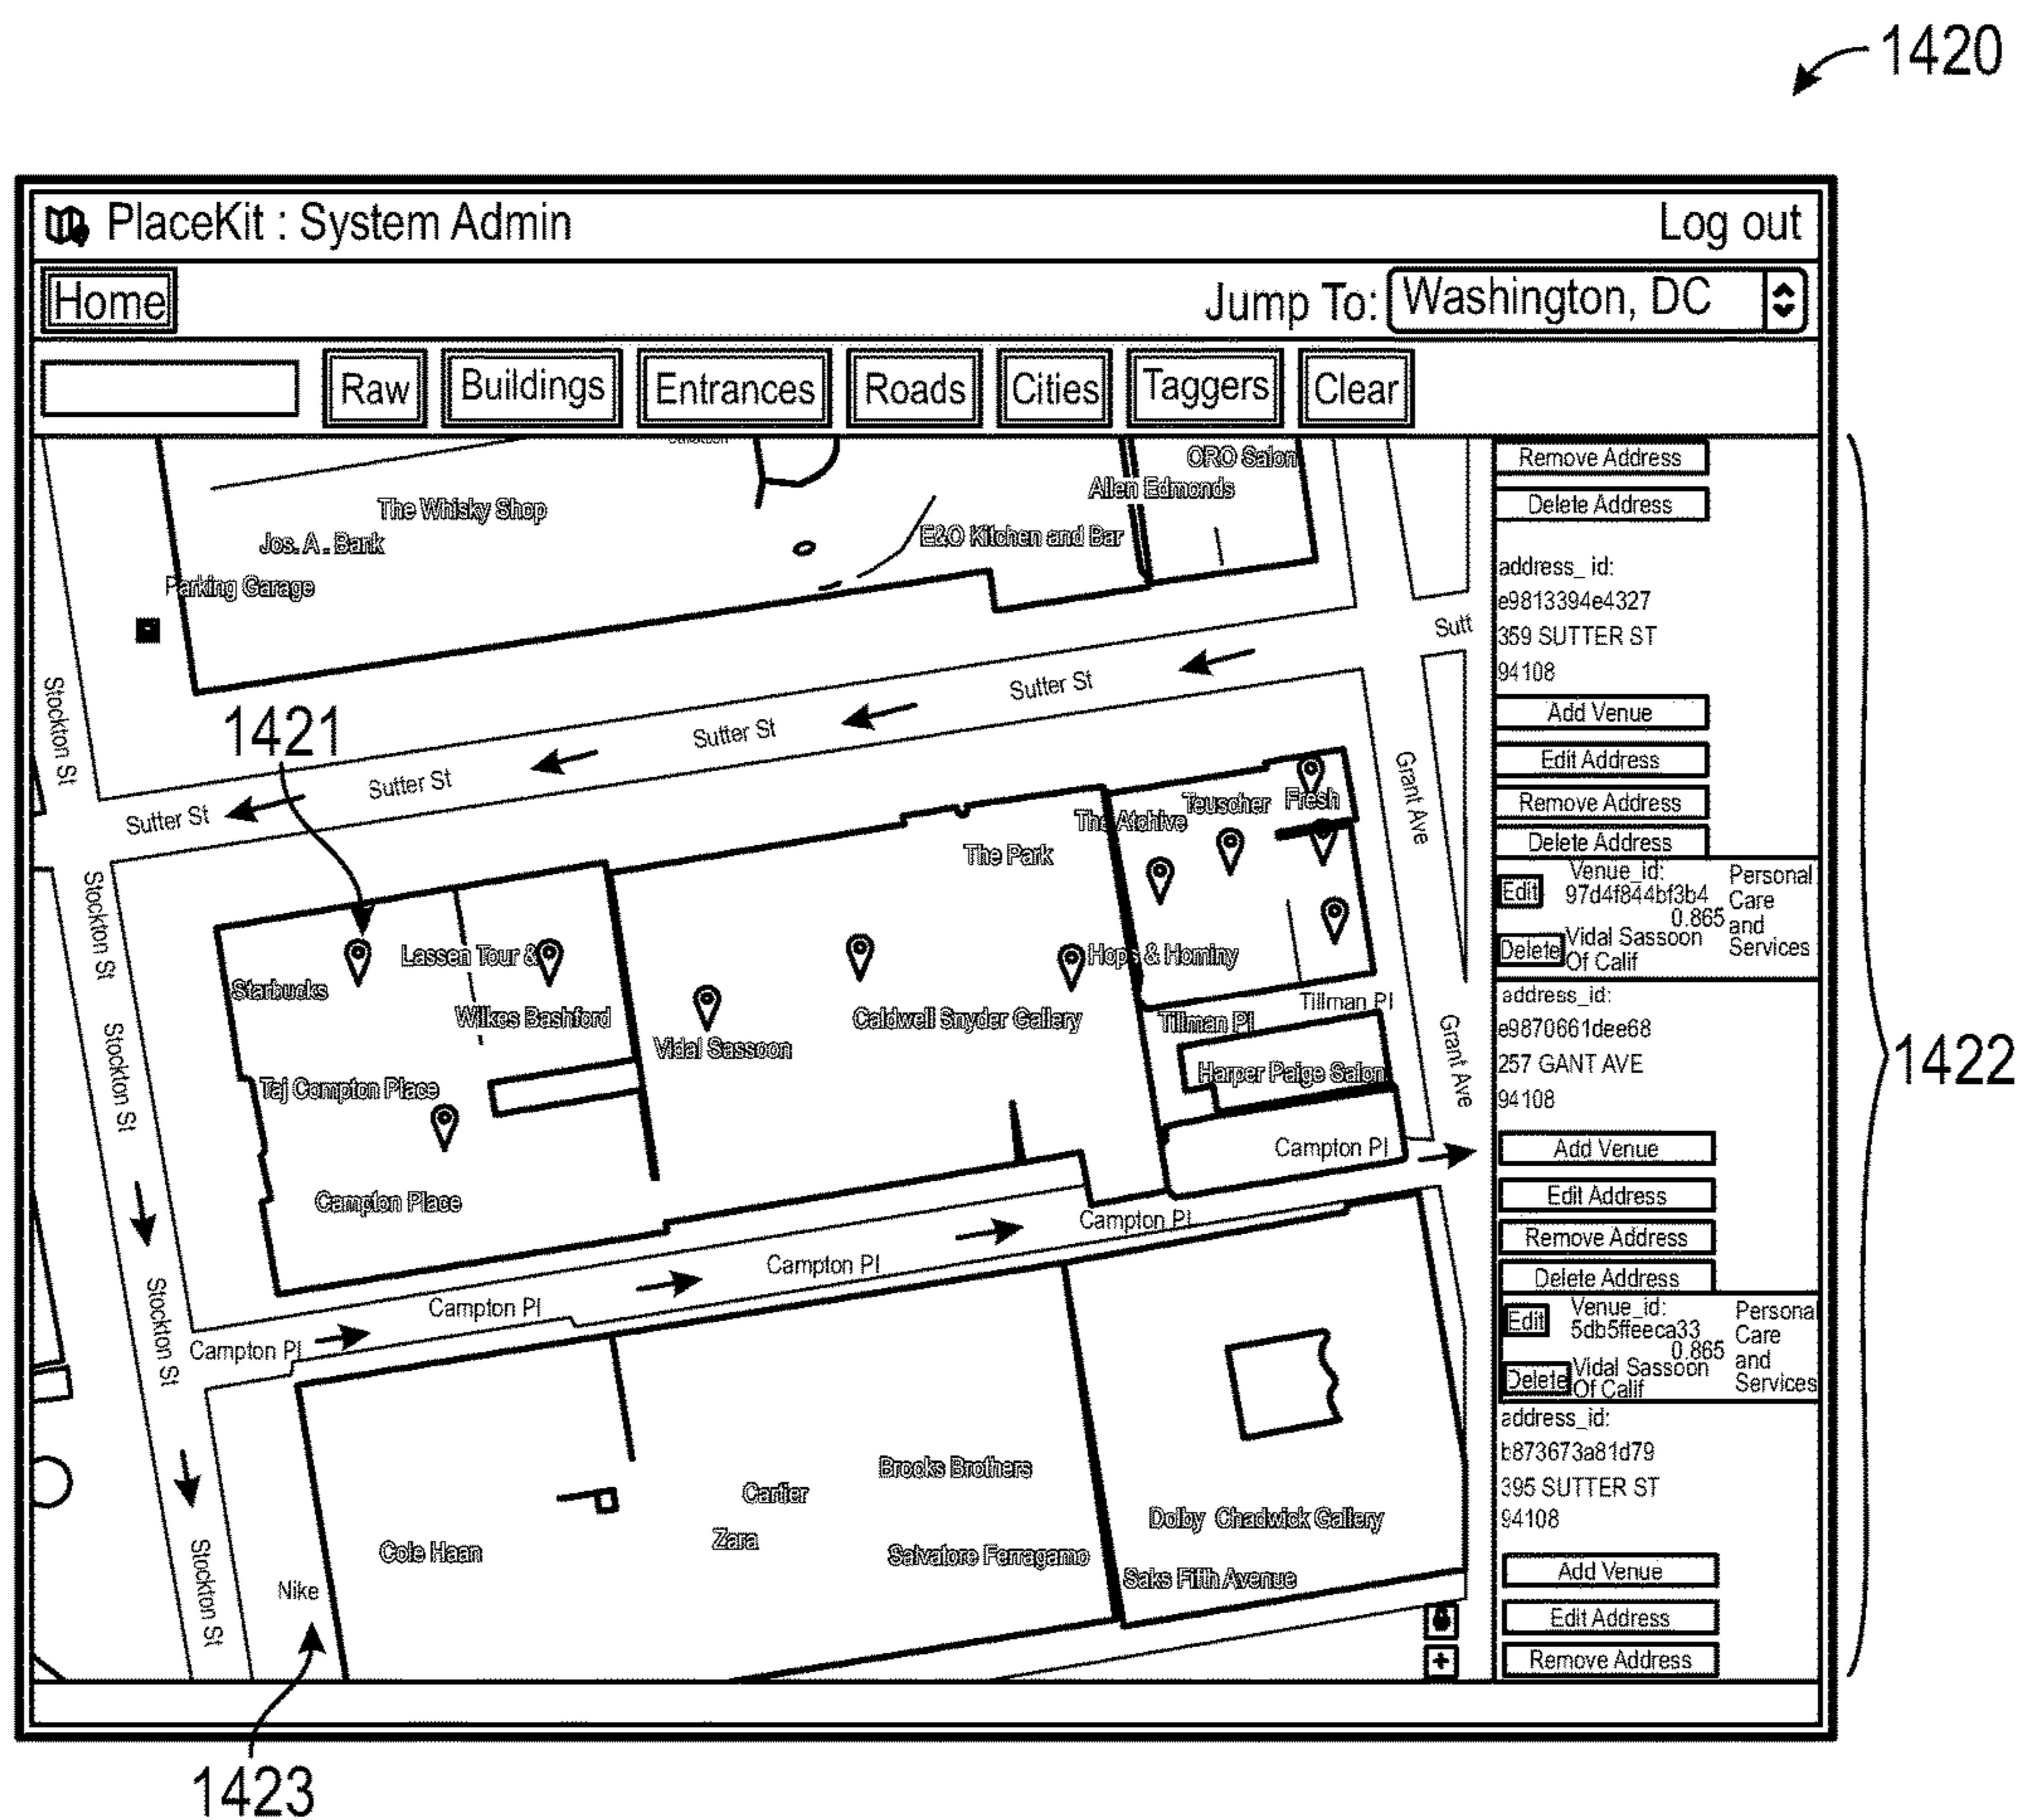 1420
PlaceKit : System Admin
Log out
Home
Jump To:
Washington, DC
Raw
Buildings
Entrances
Roads
Cities
Taggers
Clear
ORO Salon
Allen Edmonds
The Whisky Shop
E&O Kitchen and Bar
Jos. A. Bank
Parking Garage
Sutt
Stockton St
Sutter St
Sutter St
Sutter St
Sutter St
1421
Grant Ave
Teuscher
Fresh
The Atchive
The Park
Stockton St
Lassen Tour &
Hops & Hominy
Starbucks
Wilkes Bashford
Caldwell Snyder Gallery
Vidal Sassoon
Tillman Pl
Tillman Pl
Stockton St
Grant Ave
Harper Paige Salon
Taj Compton Place
Campton Pl
Campton Place
Campton Pl
Campton Pl
Campton Pl
Campton Pl
Stockton St
Brooks Brothers
Cartier
Dolby Chadwick Gallery
Zara
Cole Haan
Salvatore Ferragamo
Saks Fifth Avenue
Nike
Stockton St
1423
Remove Address
Delete Address
address_ id:
e9813394e4327
359 SUTTER ST
94108
Add Venue
Edit Address
Remove Address
Delete Address
Edit
Venue_id:
97d4f844bf3b4
0.865
Personal
Care
and
Services
Delete
Vidal Sassoon
Of Calif
address_id:
e9870661dee68
257 GANT AVE
94108
Add Venue
Edit Address
Remove Address
Delete Address
Edit
Venue_id:
5db5ffeeca33
0.865
Personal
Care
and
Services
Delete
Vidal Sassoon
Of Calif
address_id:
b873673a81d79
395 SUTTER ST
94108
Add Venue
Edit Address
Remove Address
1422